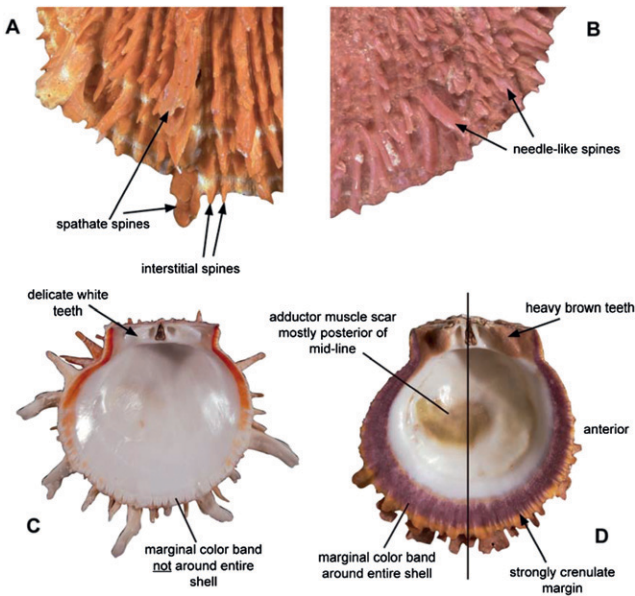 A
B
needle-like spines
spathate spines
interstitial spines
delicate white
teeth
adductor muscle scar
mostly posterior of
mid-line
heavy brown teeth
anterior
C
D
marginal color band
not around entire
shell
marginal color band
around entire shell
strongly crenulate
margin